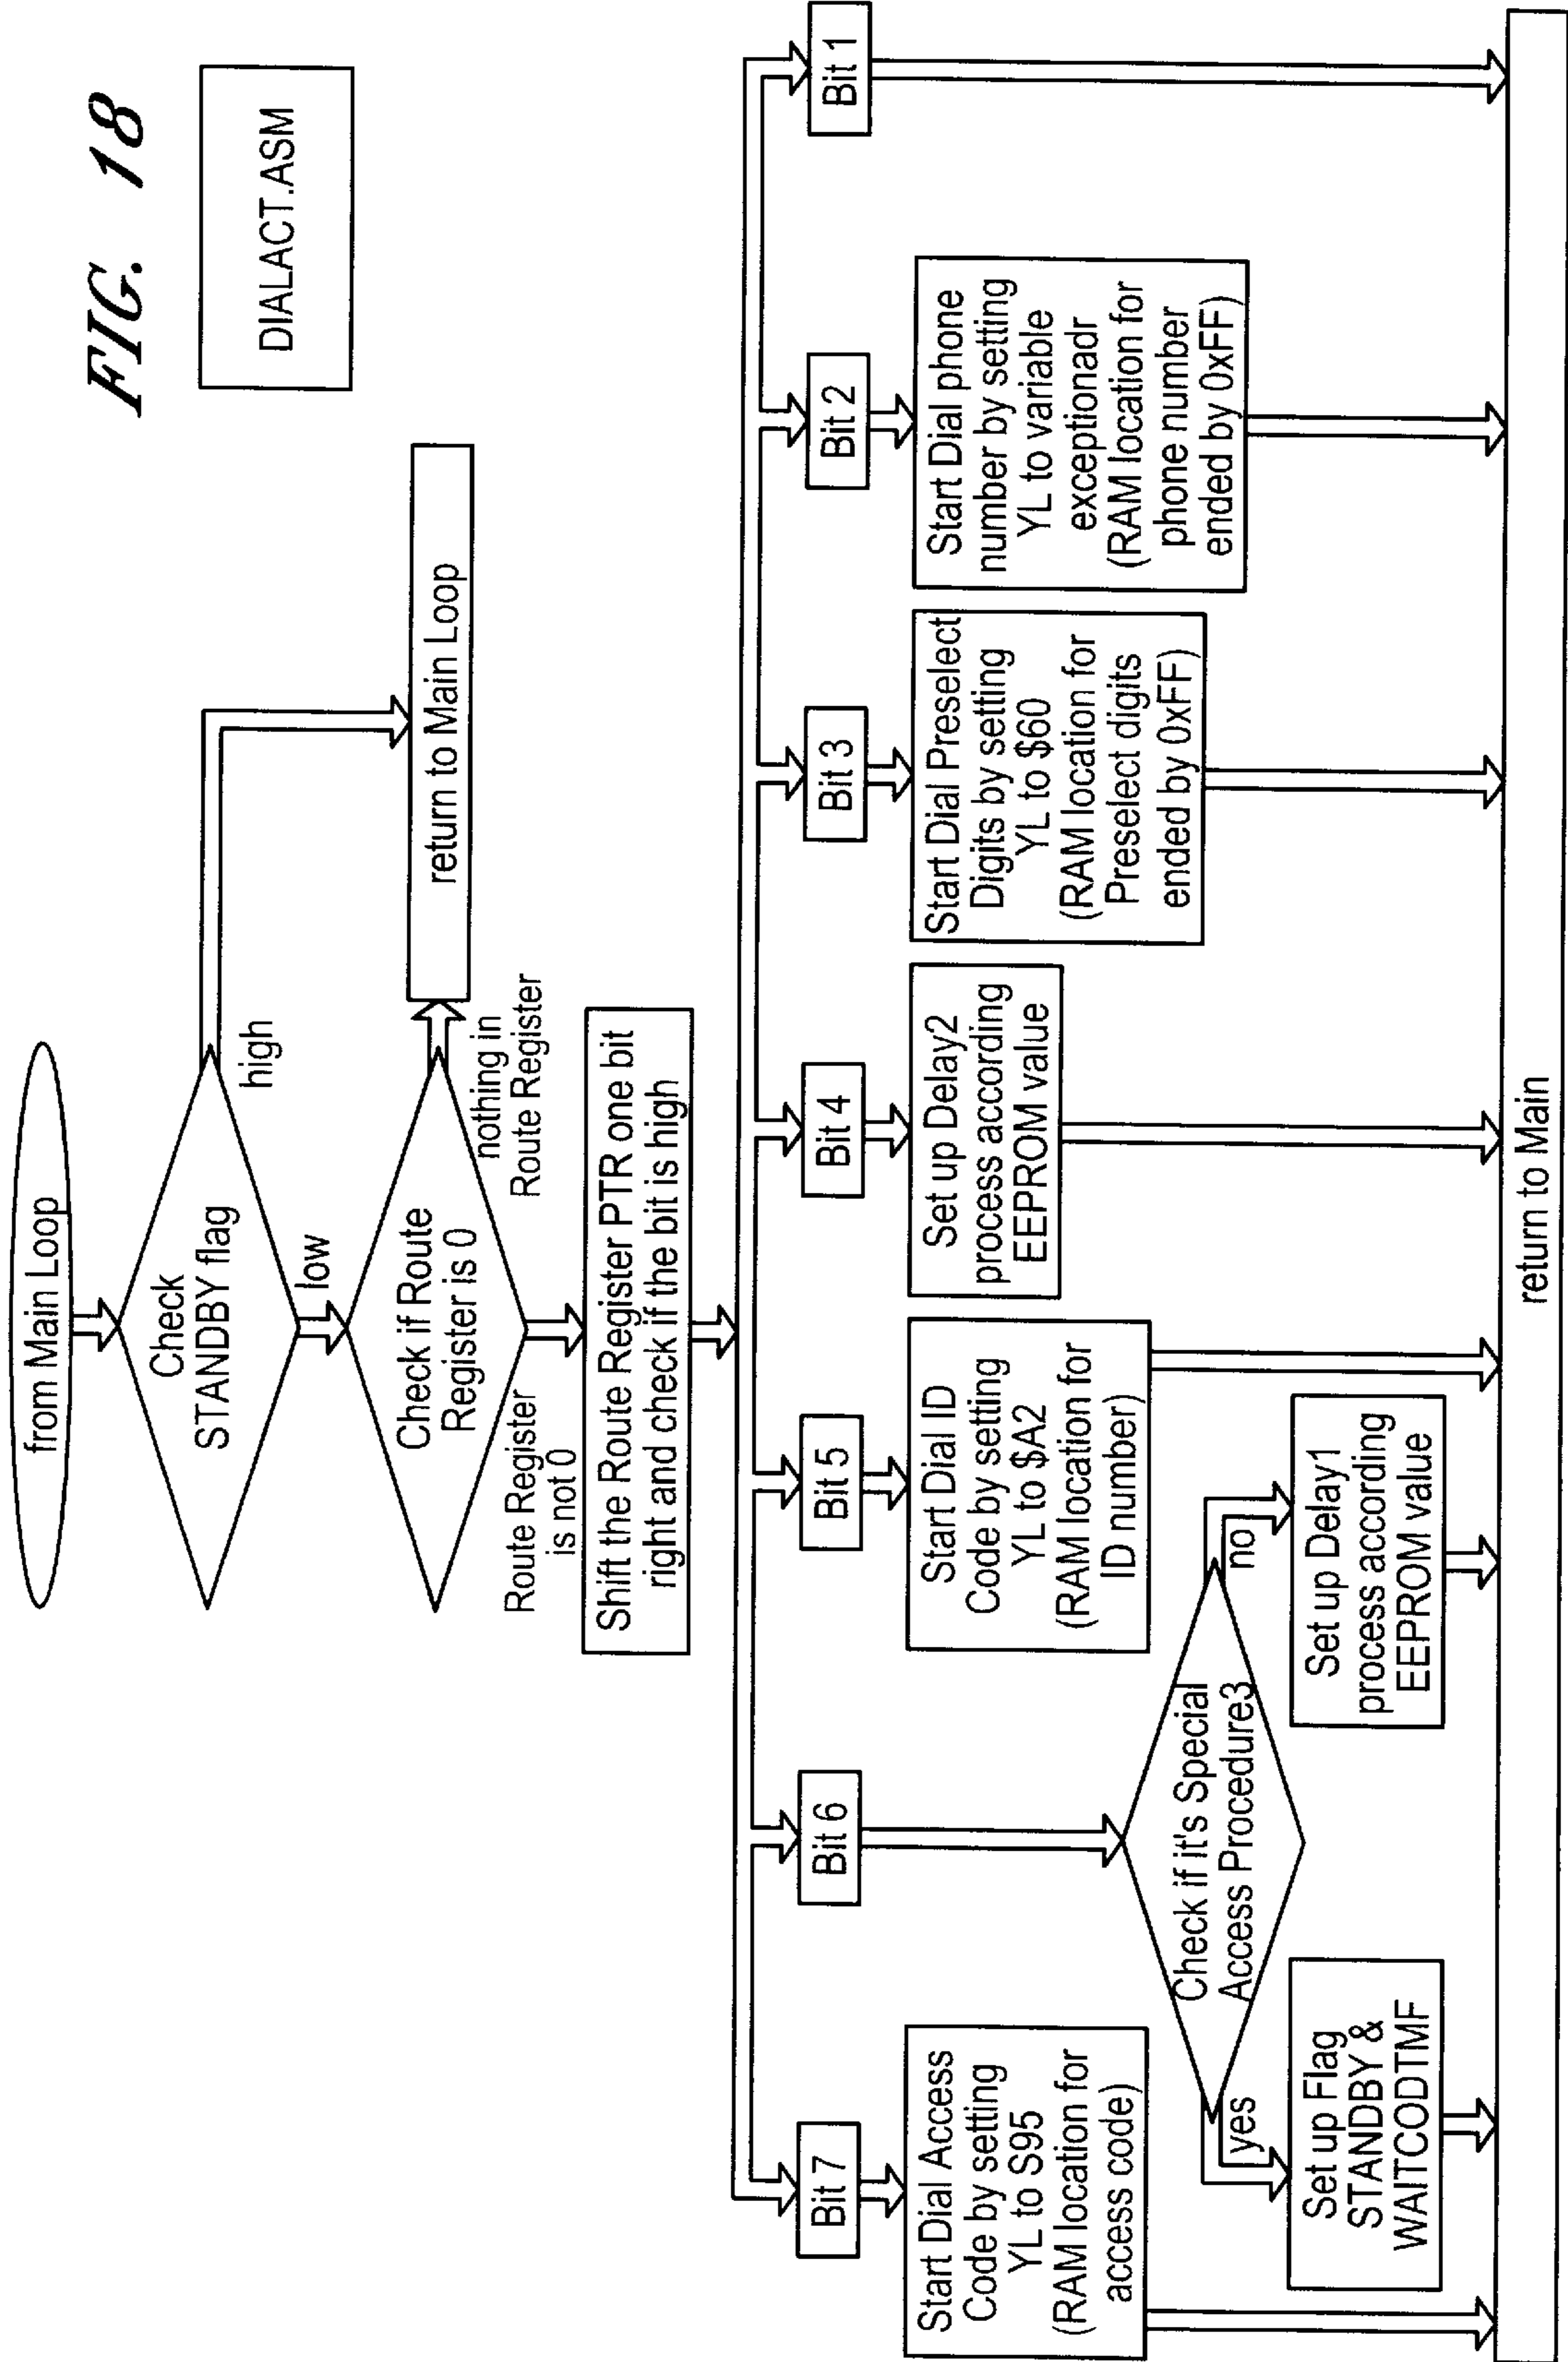 FIG. 18
DIALACT.ASM
from Main Loop
Check
STANDBY flag
high
low
return to Main Loop
Check if Route
Register is 0
nothing in
Route Register
Route Register
is not 0
Shift the Route Register PTR one bit
right and check if the bit is high
Bit 7
Bit 6
Bit 5
Bit 4
Bit 3
Bit 2
Bit 1
Start Dial Access
Code by setting
YL to S95
(RAM location for
access code)
Start Dial ID
Code by setting
YL to $A2
(RAM location for
ID number)
Set up Delay2
process according
EEPROM value
Start Dial Preselect
Digits by setting
YL to $60
(RAM location for
Preselect digits
ended by 0xFF)
Start Dial phone
number by setting
YL to variable
exceptionadr
(RAM location for
phone number
ended by 0xFF)
Check if it's Special
Access Procedure3
yes
no
Set up Flag
STANDBY &
WAITCODTMF
Set up Delay1
process according
EEPROM value
return to Main